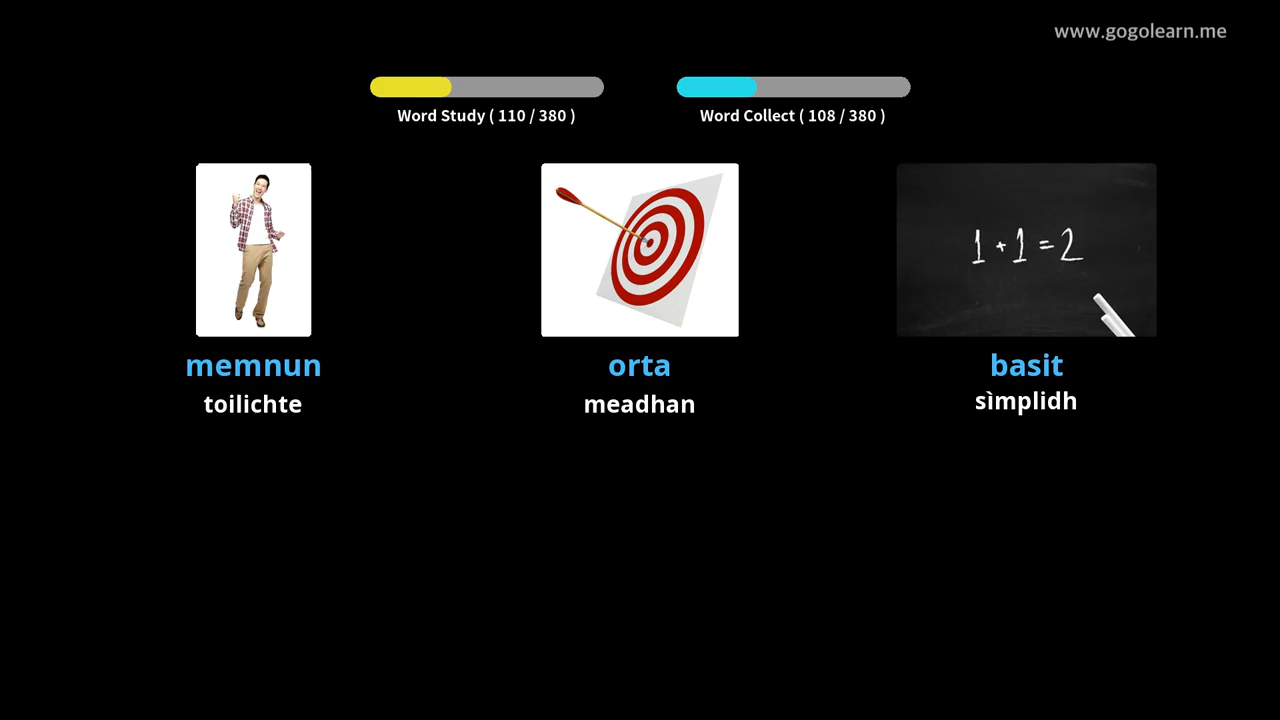 www.gogolearn.me
Word Study ( 110 / 380 )
Word Collect ( 108 / 380 )
1 + 1 = 2
memnun
toilichte
orta
meadhan
basit
sìmplidh